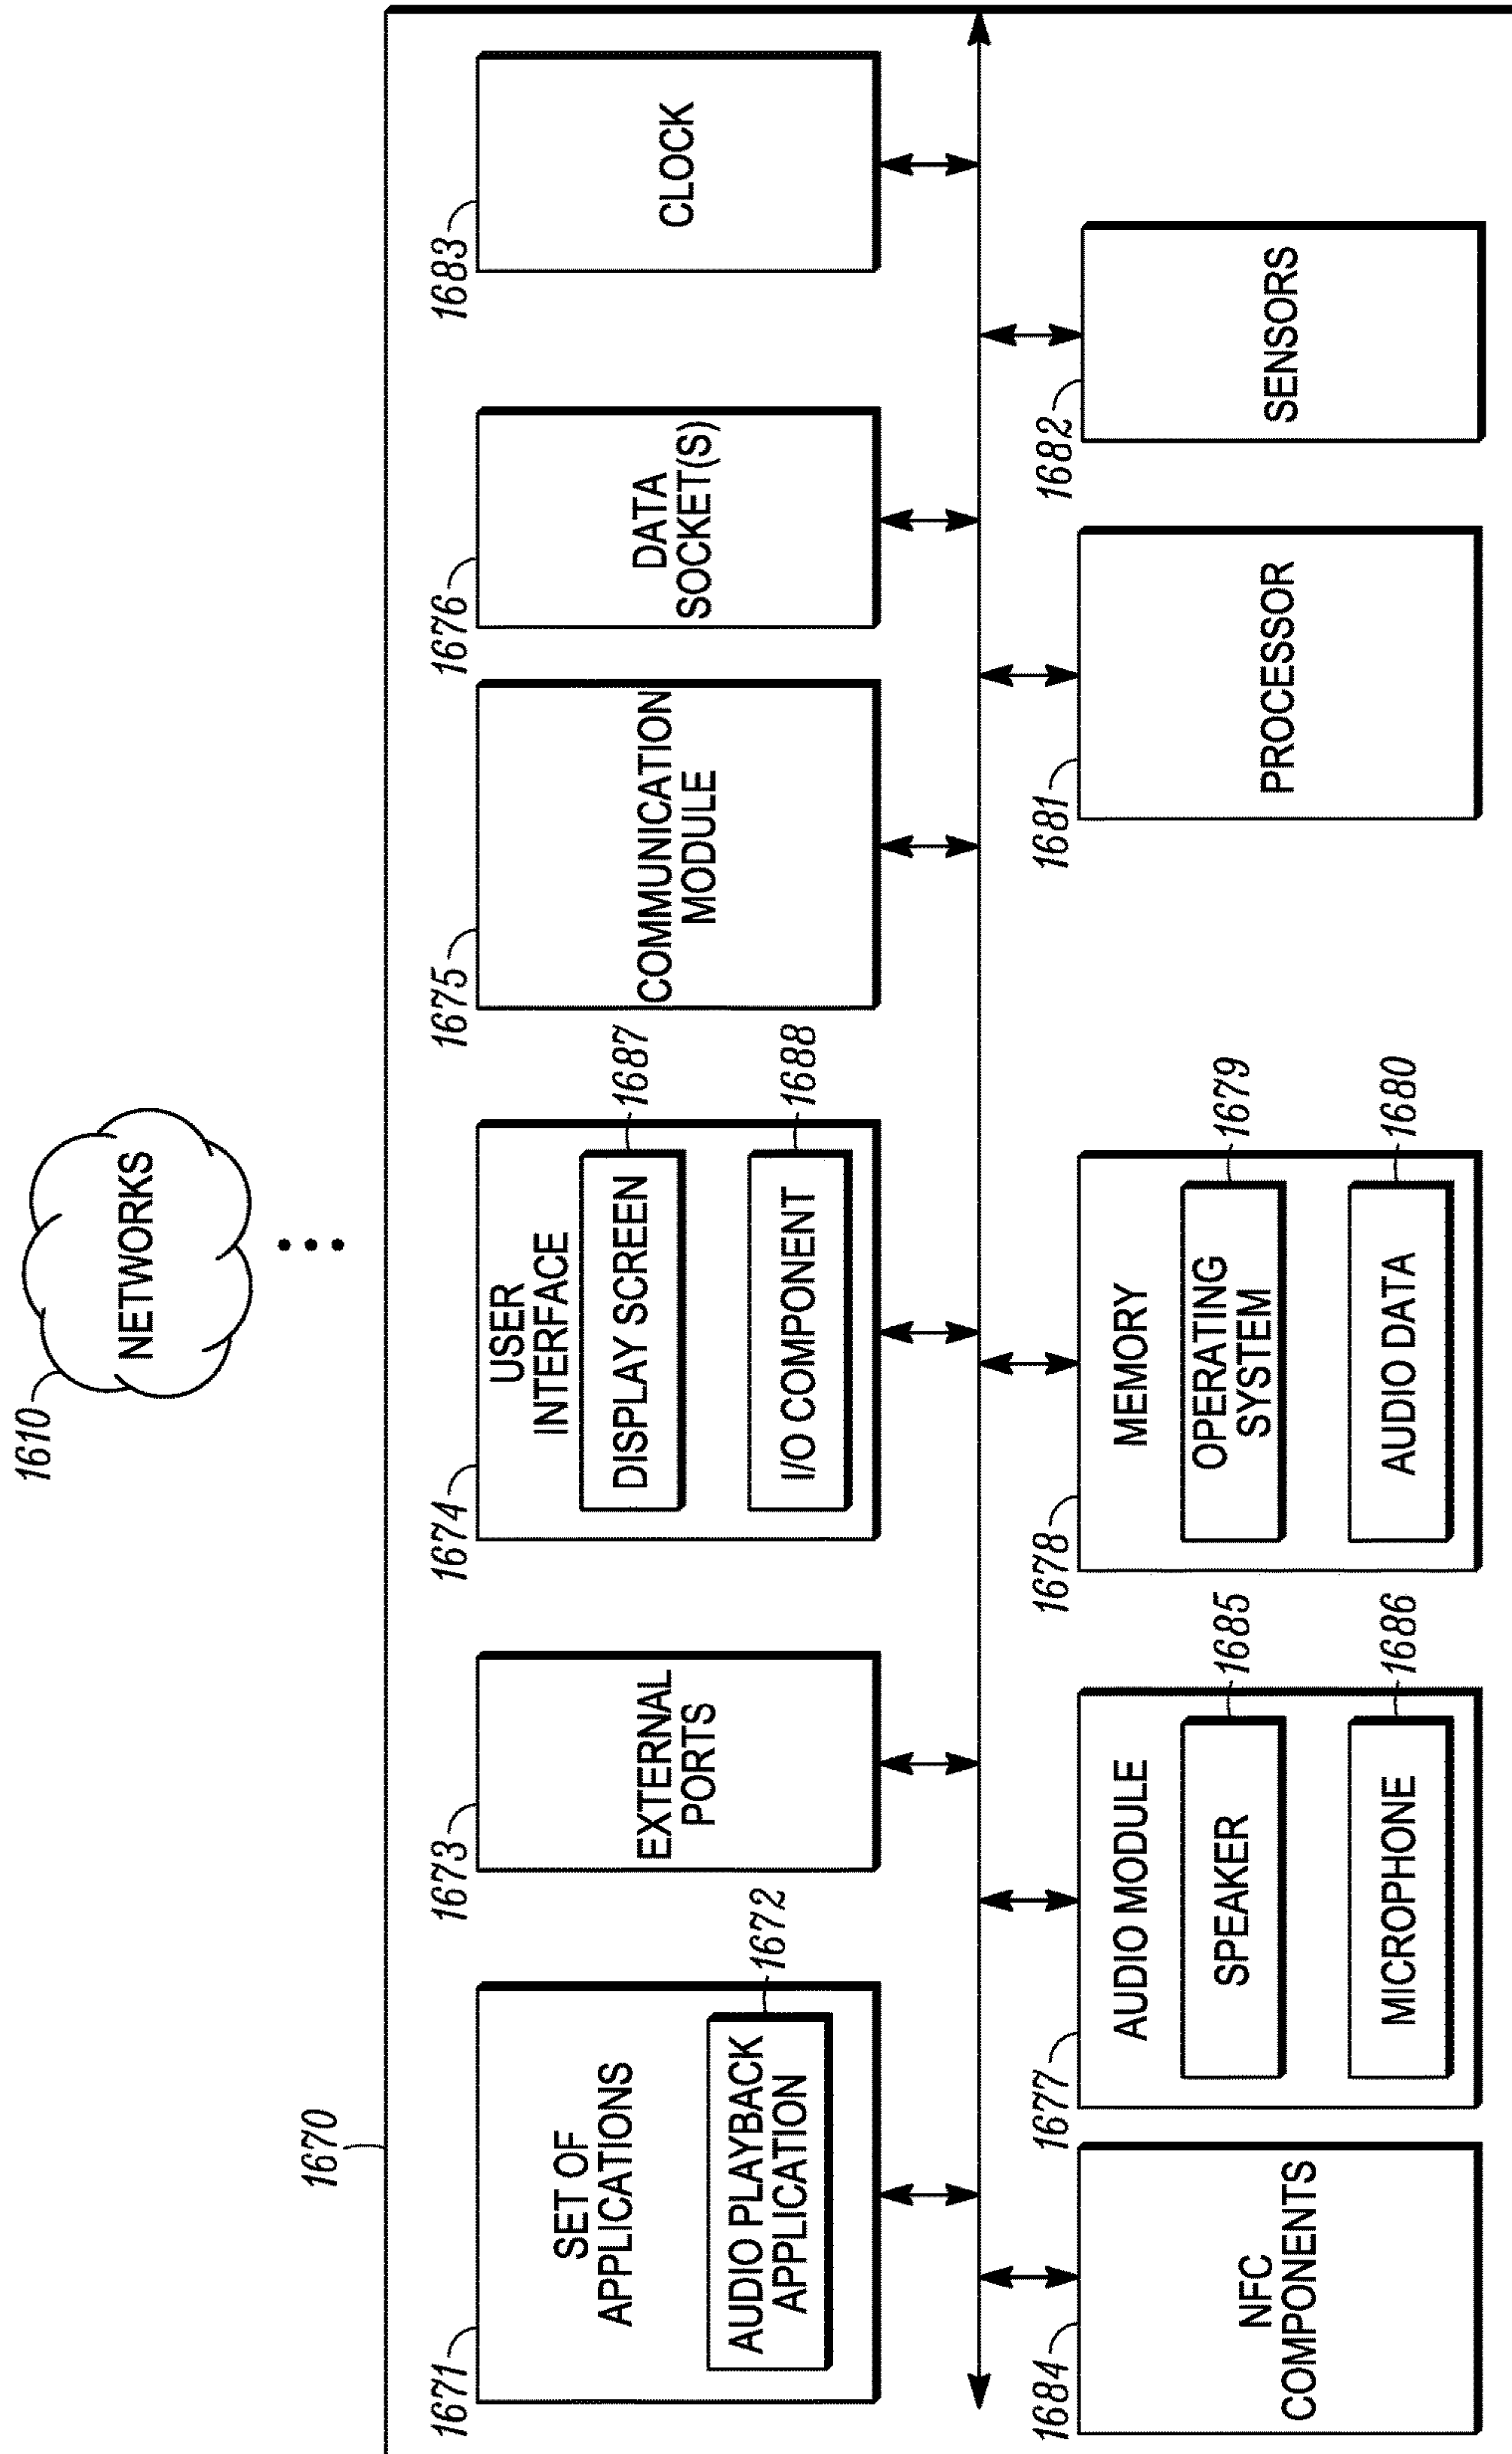 1610
NETWORKS
1670
1671
SET OF
APPLICATIONS
1672
AUDIO PLAYBACK
APPLICATION
1673
EXTERNAL
PORTS
1674
USER
INTERFACE
1687
DISPLAY SCREEN
1688
I/O COMPONENT
1675
COMMUNICATION
MODULE
1676
DATA
SOCKET(S)
1683
CLOCK
1684
NFC
COMPONENTS
1677
AUDIO MODULE
1685
SPEAKER
1686
MICROPHONE
1678
MEMORY
1679
OPERATING
SYSTEM
1680
AUDIO DATA
1681
PROCESSOR
1682
SENSORS